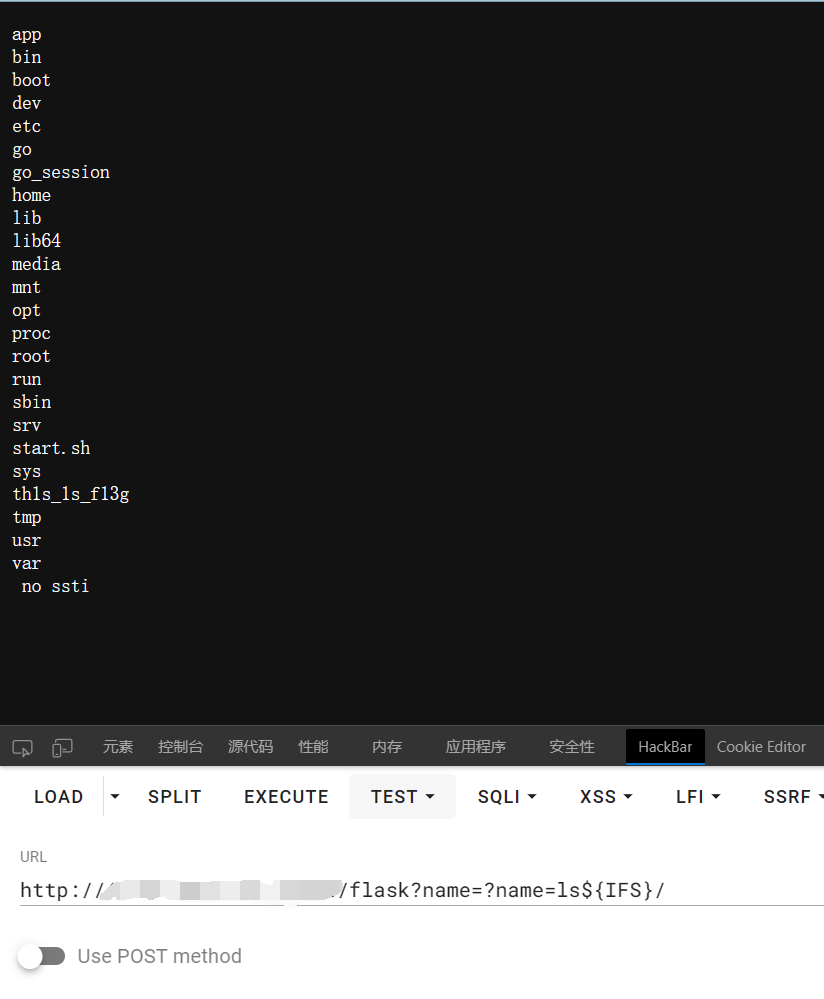 app
bin
boot
dev
etc
go
go_session
home
lib
lib64
media
mnt
opt
proc
root
run
sbin
srv
start.sh
sys
th1s_1s_f13g
tmp
usr
var
no ssti
元素 控制台 源代码 性能 内存 应用程序 安全性 HackBar Cookie Editor
LOAD SPLIT EXECUTE TEST SQLI XSS LFI SSRF
URL
http:// /flask?name=?name=ls${IFS}/
Use POST method